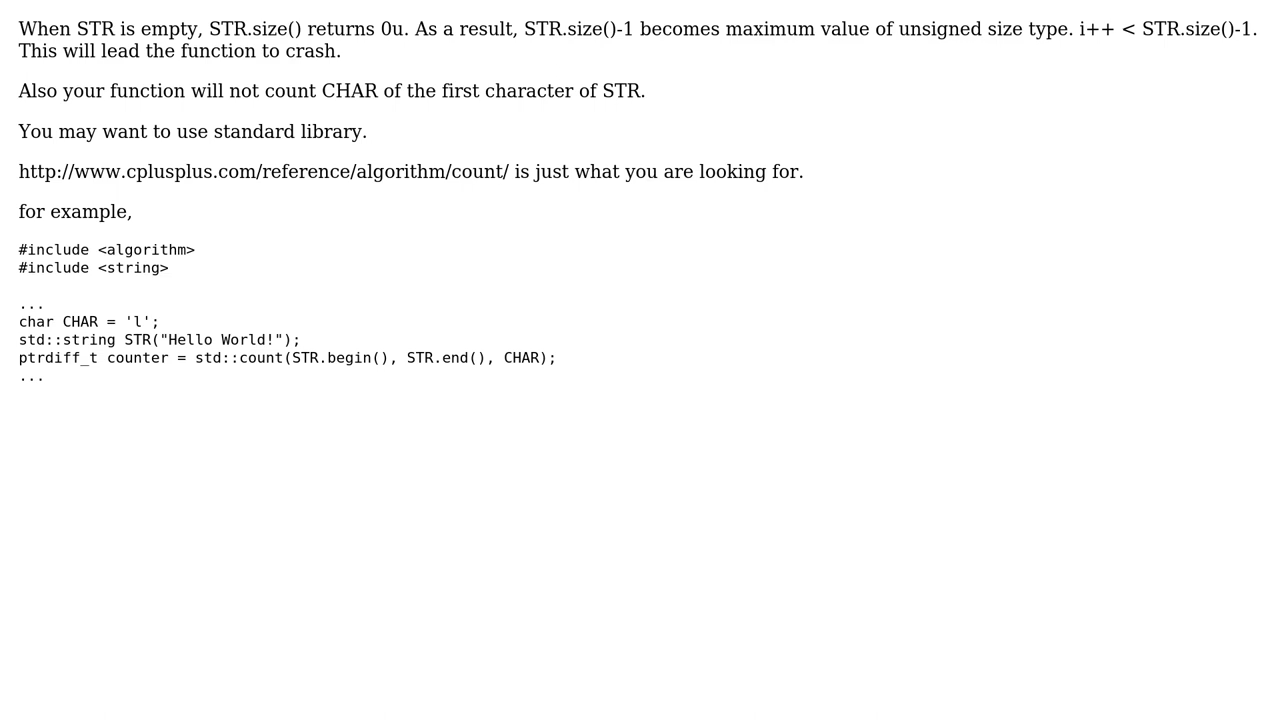 When STR is empty, STR.size() returns 0u. As a result, STR.size()-1 becomes maximum value of unsigned size type. i++ < STR.size()-1.
This will lead the function to crash.
Also your function will not count CHAR of the first character of STR.
You may want to use standard library.
http://www.cplusplus.com/reference/algorithm/count/ is just what you are looking for.
for example,
#include <algorithm>
#include <string>
...
char CHAR = 'l';
std::string STR("Hello World!");
ptrdiff_t counter = std::count(STR.begin(), STR.end(), CHAR);
...